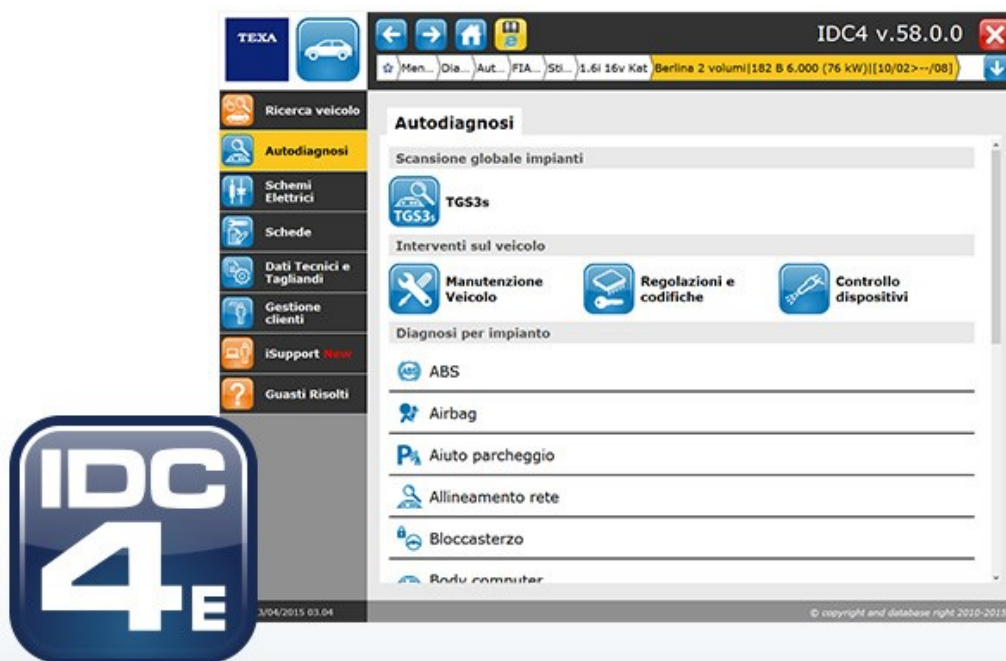 TEXA
IDC4 v.58.0.0
Men... Dia... Aut... FIA... Sti... 1.6i 16v Kat Berlina 2 volumi|182 B 6.000 (76 kW)|[10/02>--/08]
Ricerca veicolo
Autodiagnosi
Schemi
Elettrici
Schede
Dati Tecnici e
Tagliandi
Gestione
clienti
iSupport New
Guasti Risolti
Autodiagnosi
Scansione globale impianti
TGS3s
TGS3s
Interventi sul veicolo
Manutenzione
Veicolo
Regolazioni e
codifiche
Controllo
dispositivi
Diagnosi per impianto
ABS
Airbag
Aiuto parcheggio
Allineamento rete
Bloccasterzo
Body computer
IDC
4E
3/04/2015 03.04
© copyright and database right 2010-2015